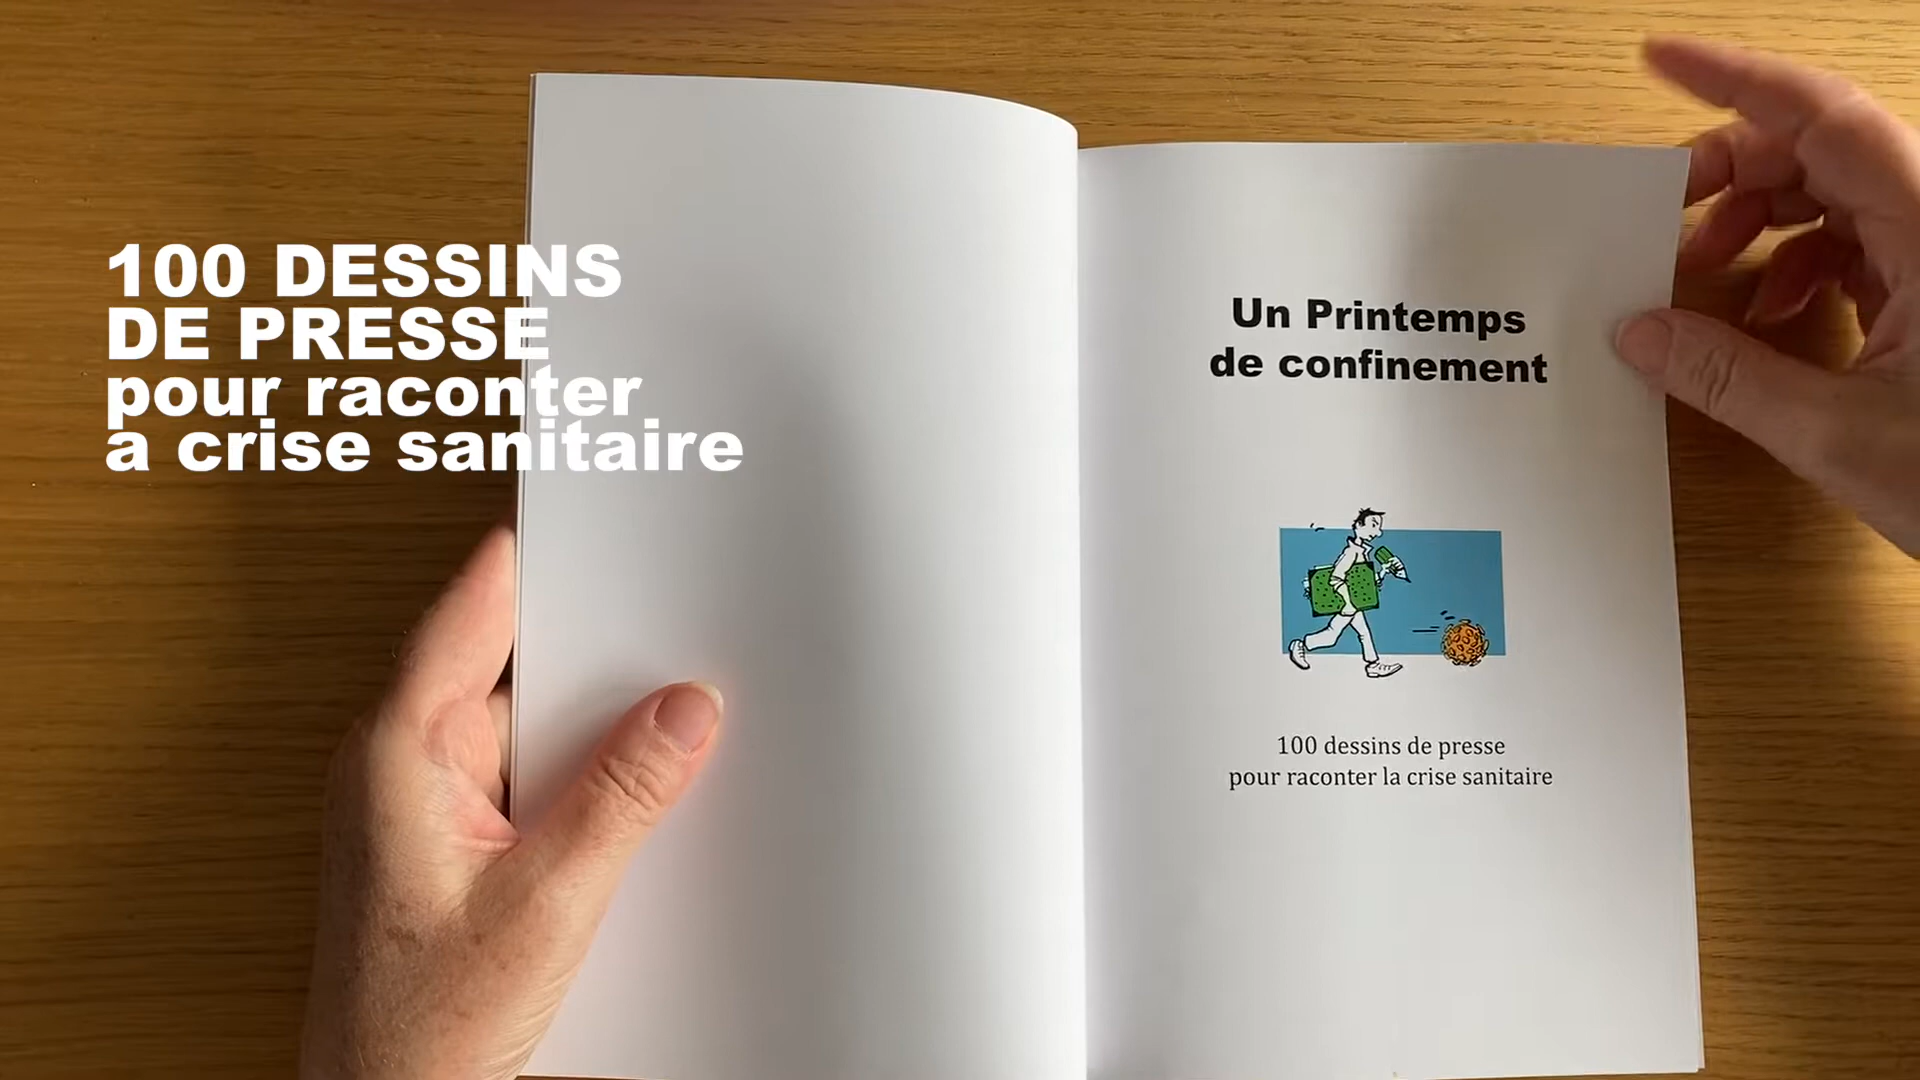 100 DESSINS
DE PRESSE
pour raconter
a crise sanitaire
Un Printemps
de confinement
100 dessins de presse
pour raconter la crise sanitaire